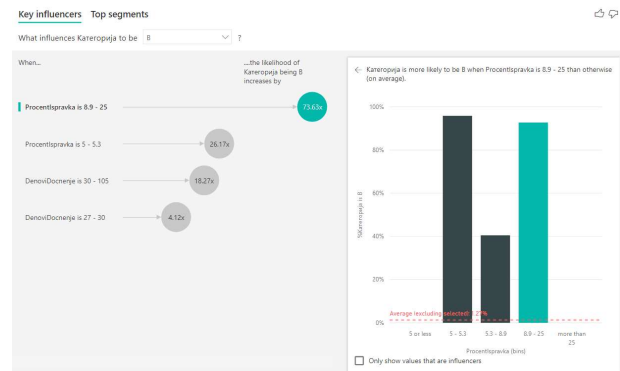 Key influencers Top segments
What influences Категорија to be B ?
When...
....the likelihood of
Категорија being B
increases by
ProcentIspravka is 8.9 - 25
73.63x
ProcentIspravka is 5 - 5.3
26.17x
DenoviDocnenje is 30 - 105
18.27x
DenoviDocnenje is 27 - 30
4.12x
Категорија is more likely to be B when ProcentIspravka is 8.9 - 25 than otherwise
(on average).
100%
80%
60%
40%
20%
0%
%Категорија is B
Average (excluding selected):
5 or less
5 - 5.3
5.3 - 8.9
8.9 - 25
more than
25
ProcentIspravka (bins)
Only show values that are influencers